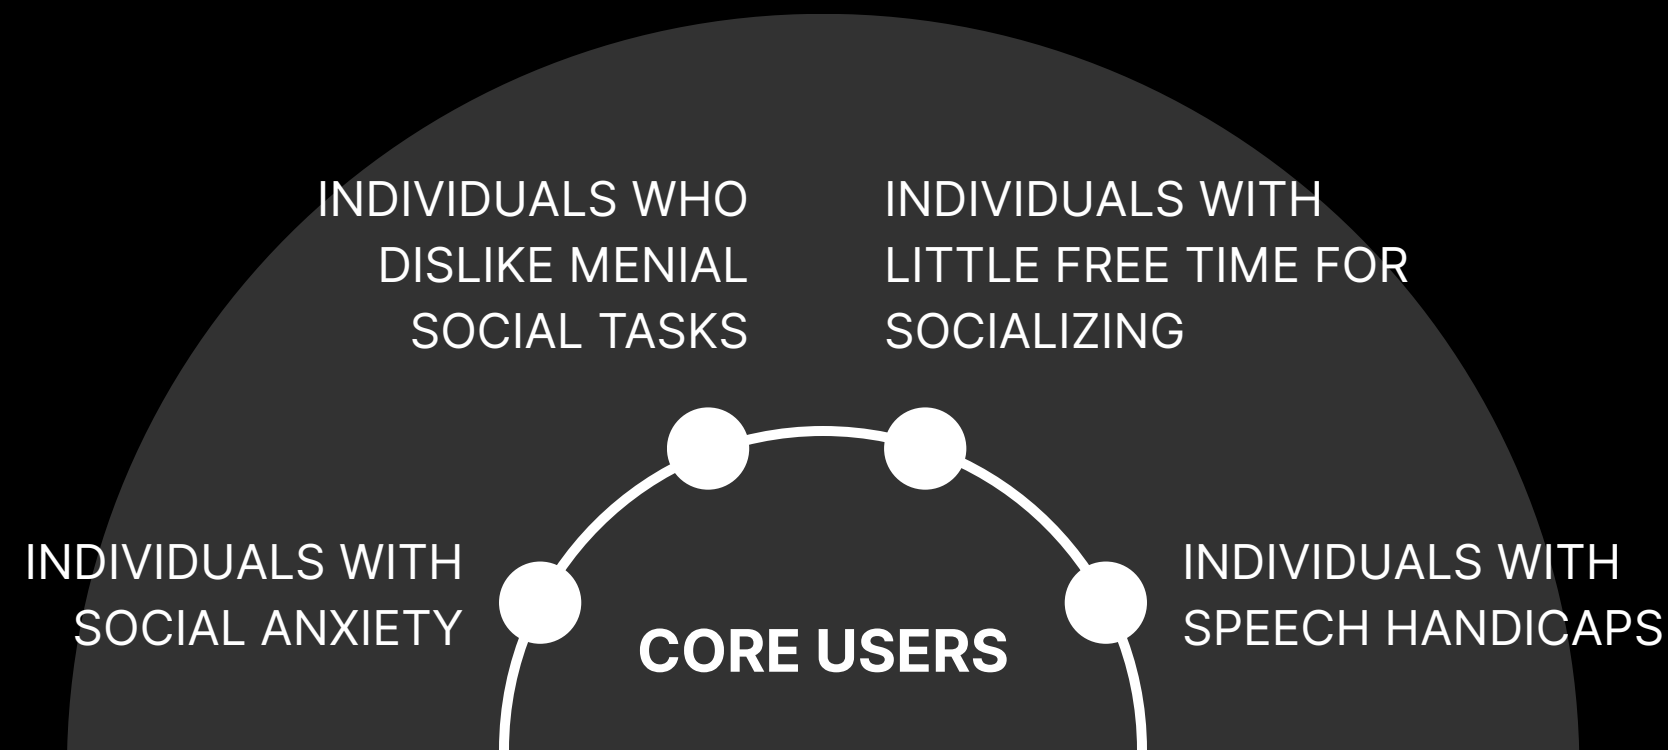 INDIVIDUALS WHO
DISLIKE MENIAL
SOCIAL TASKS
INDIVIDUALS WITH
LITTLE FREE TIME FOR
SOCIALIZING
INDIVIDUALS WITH
SOCIAL ANXIETY
CORE USERS
INDIVIDUALS WITH
SPEECH HANDICAPS